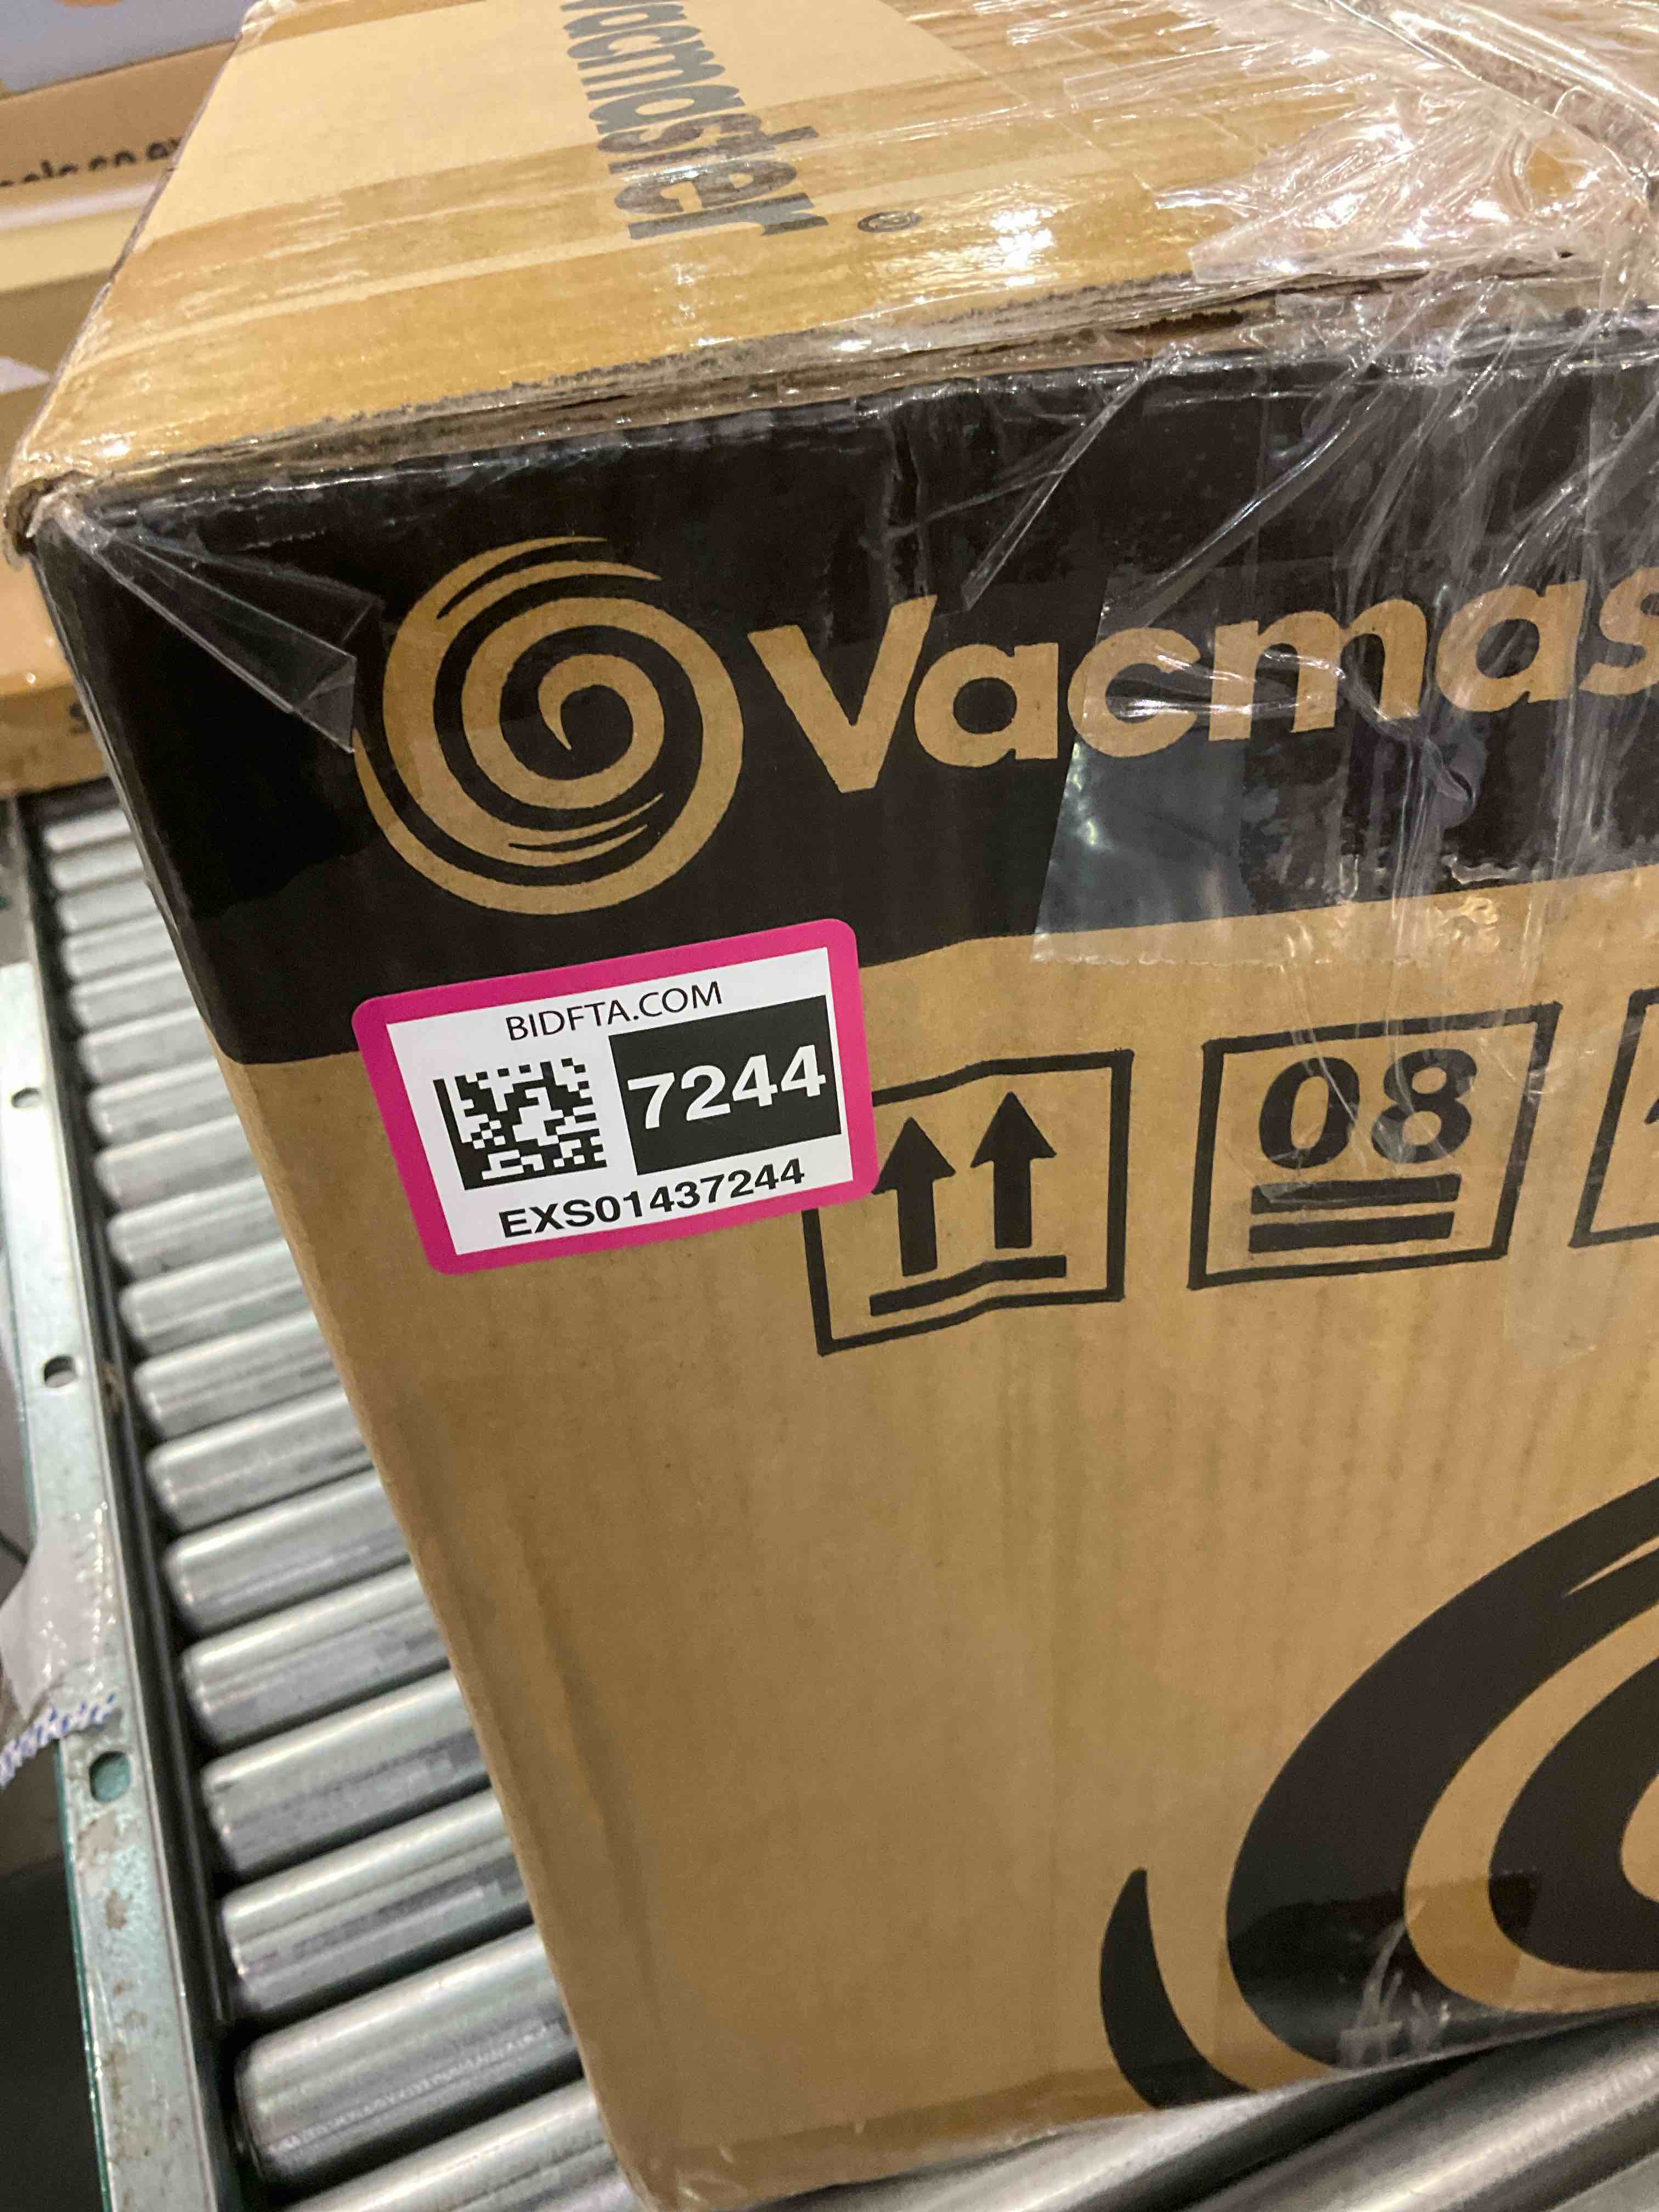 Vacmaster®
Vacmas
BIDFTA.COM
7244
EXS01437244
08